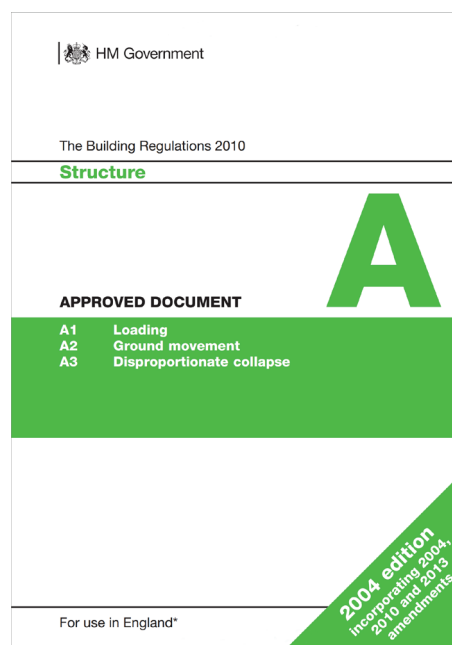 HM Government
The Building Regulations 2010
Structure
A
APPROVED DOCUMENT
A1 Loading
A2 Ground movement
A3 Disproportionate collapse
2004 edition
incorporating 2004,
2010 and 2013
amendments
For use in England*